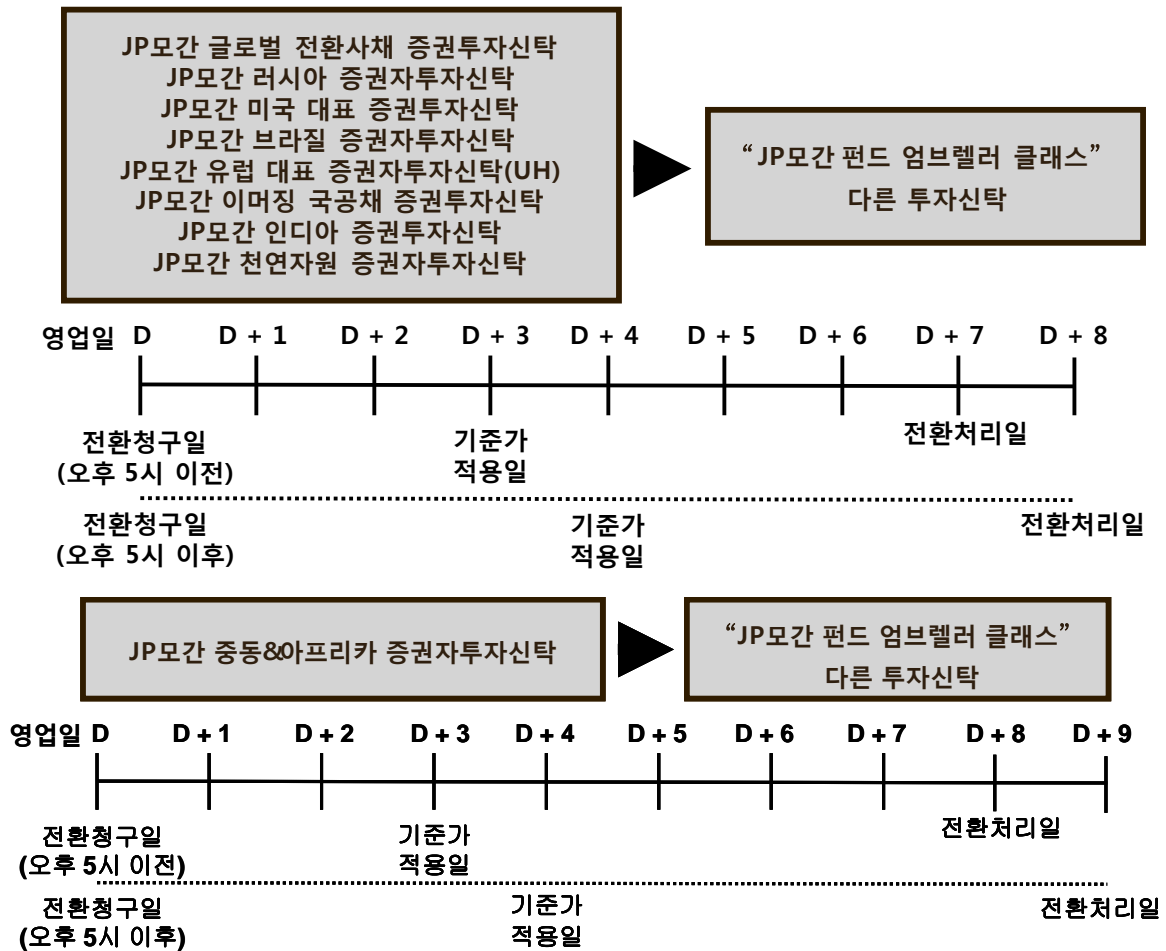 JP모간 글로벌 전환사채 증권투자신탁
JP모간 러시아 증권자투자신탁
JP모간 미국 대표 증권투자신탁
JP모간 브라질 증권자투자신탁
JP모간 유럽 대표 증권자투자신탁(UH)
JP모간 이머징 국공채 증권투자신탁
JP모간 인디아 증권투자신탁
JP모간 천연자원 증권자투자신탁
“JP모간 펀드 엄브렐러 클래스”
다른 투자신탁
영업일 D D + 1 D + 2 D + 3 D + 4 D + 5 D + 6 D + 7 D + 8
전환청구일 기준가 전환처리일
(오후 5시 이전) 적용일
전환청구일 기준가 전환처리일
(오후 5시 이후) 적용일
JP모간 중동&아프리카 증권자투자신탁
“JP모간 펀드 엄브렐러 클래스”
다른 투자신탁
영업일 D D + 1 D + 2 D + 3 D + 4 D + 5 D + 6 D + 7 D + 8 D + 9
전환청구일 기준가 전환처리일
(오후 5시 이전) 적용일
전환청구일 기준가 전환처리일
(오후 5시 이후) 적용일